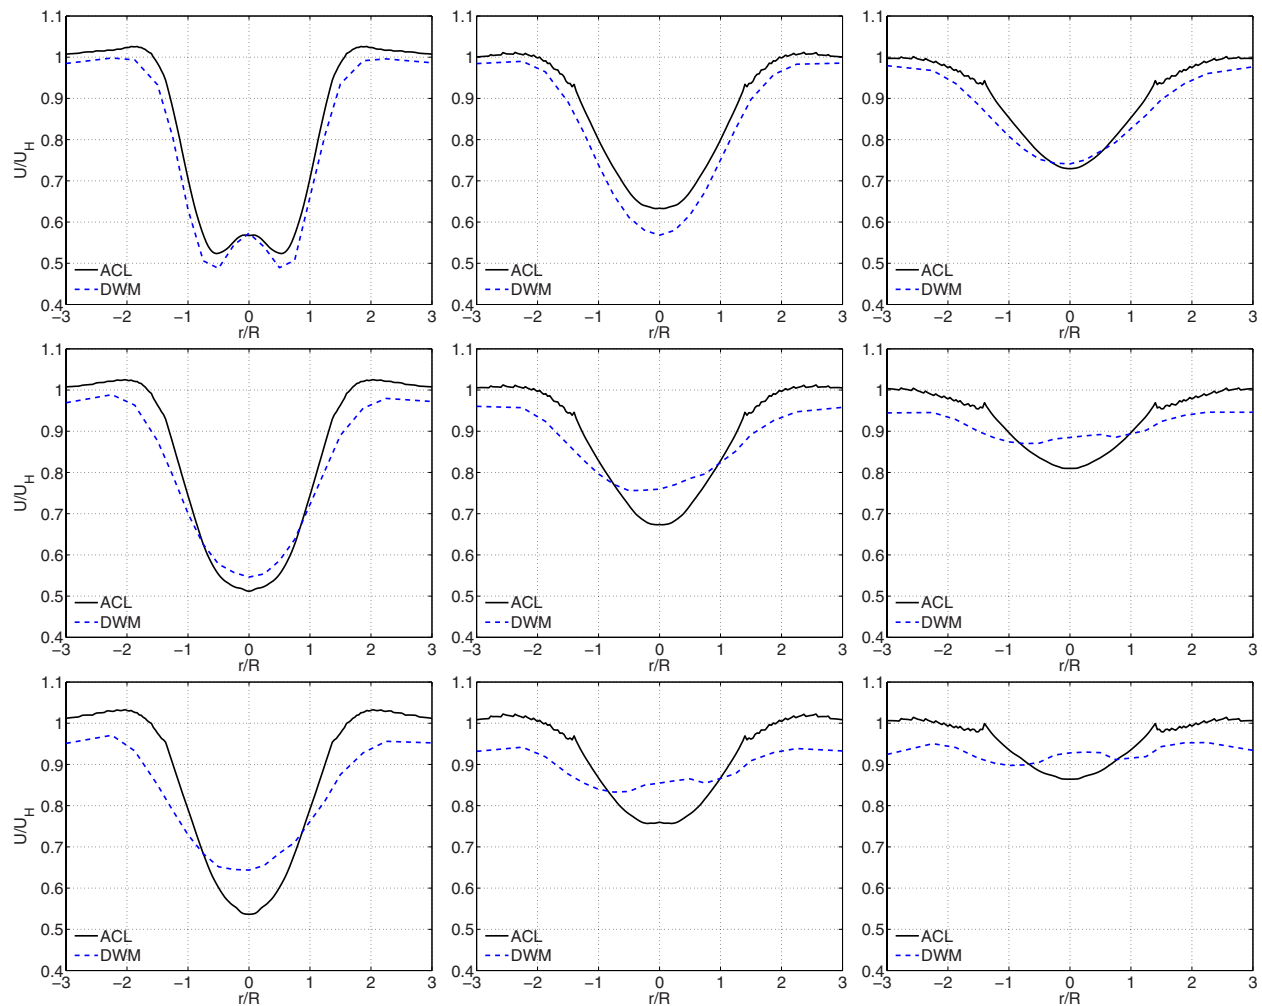 1.1 1.1 1.1
1 1 1
0.9 0.9 0.9
0.8 0.8 0.8
U/U_H
0.7 0.7 0.7
0.6 0.6 0.6
0.5 0.5 0.5
ACL ACL ACL
DWM DWM DWM
0.4 0.4 0.4
−3 −2 −1 0 1 2 3 −3 −2 −1 0 1 2 3 −3 −2 −1 0 1 2 3
r/R r/R r/R
1.1 1.1 1.1
1 1 1
0.9 0.9 0.9
0.8 0.8 0.8
U/U_H
0.7 0.7 0.7
0.6 0.6 0.6
0.5 0.5 0.5
ACL ACL ACL
DWM DWM DWM
0.4 0.4 0.4
−3 −2 −1 0 1 2 3 −3 −2 −1 0 1 2 3 −3 −2 −1 0 1 2 3
r/R r/R r/R
1.1 1.1 1.1
1 1 1
0.9 0.9 0.9
0.8 0.8 0.8
U/U_H
0.7 0.7 0.7
0.6 0.6 0.6
0.5 0.5 0.5
ACL ACL ACL
DWM DWM DWM
0.4 0.4 0.4
−3 −2 −1 0 1 2 3 −3 −2 −1 0 1 2 3 −3 −2 −1 0 1 2 3
r/R r/R r/R